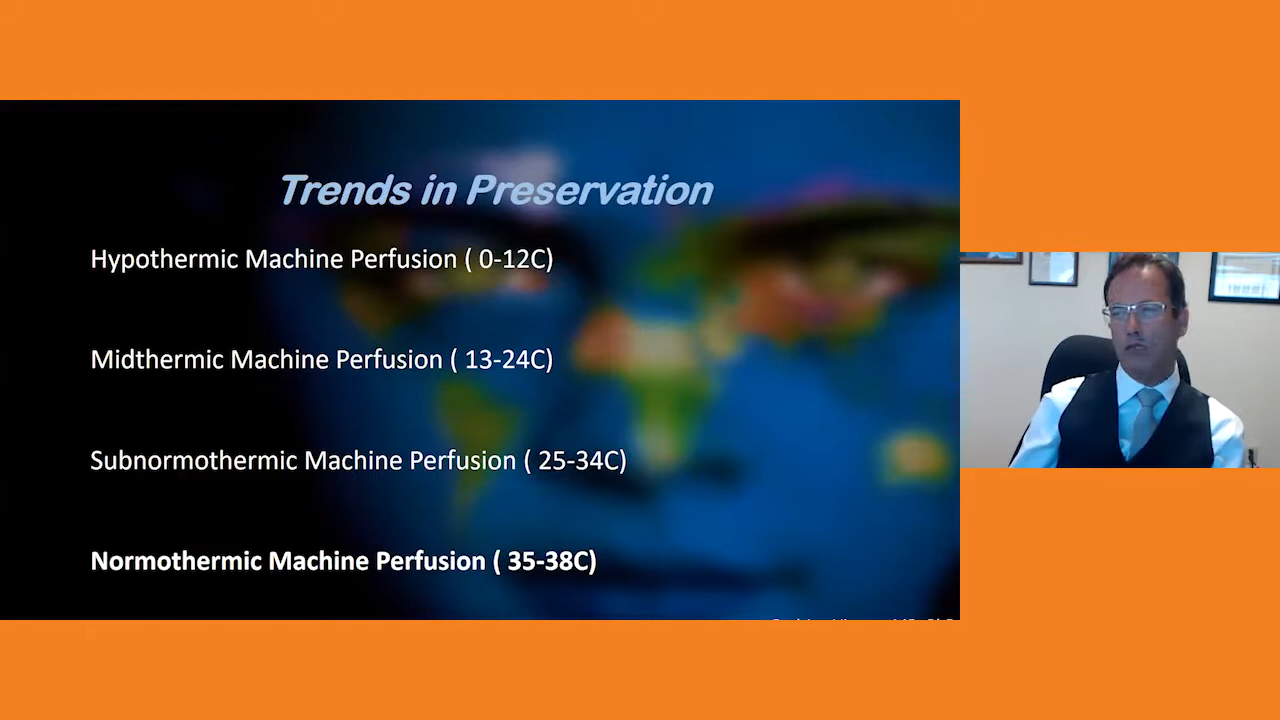 Trends in Preservation
Hypothermic Machine Perfusion ( 0-12C)
Midthermic Machine Perfusion ( 13-24C)
Subnormothermic Machine Perfusion ( 25-34C)
Normothermic Machine Perfusion ( 35-38C)